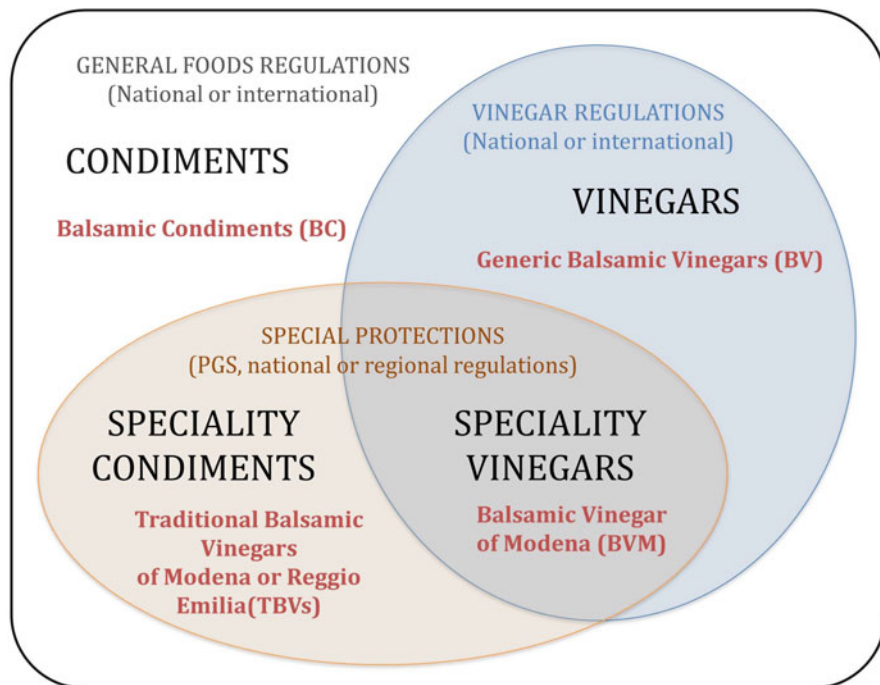 GENERAL FOODS REGULATIONS
(National or international)
CONDIMENTS
Balsamic Condiments (BC)
VINEGAR REGULATIONS
(National or international)
VINEGARS
Generic Balsamic Vinegars (BV)
SPECIAL PROTECTIONS
(PGS, national or regional regulations)
SPECIALITY
CONDIMENTS
Traditional Balsamic
Vinegars
of Modena or Reggio
Emilia(TBVs)
SPECIALITY
VINEGARS
Balsamic Vinegar
of Modena (BVM)